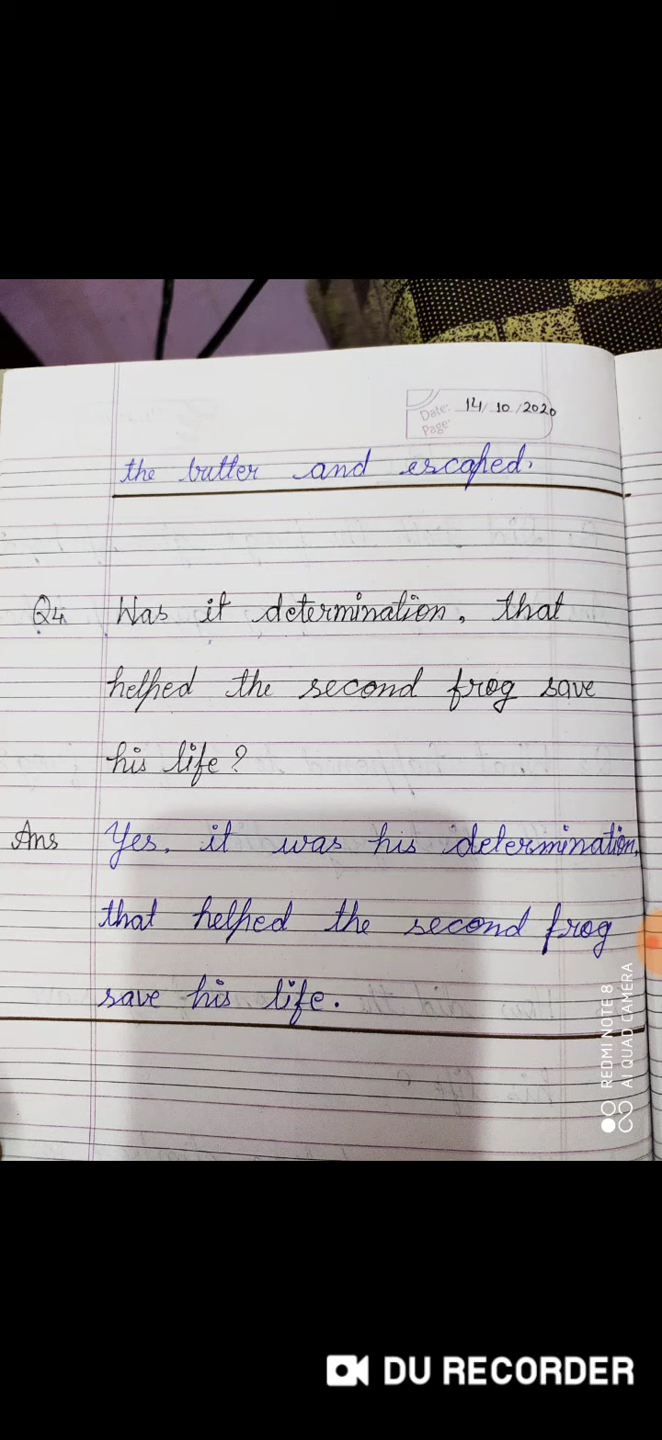 Date: 14/10/2020
Page:
the butter and escaped.
Q4. Was it determination, that
helped the second frog save
his life?
Ans Yes, it was his determination,
that helped the second frog
save his life.
REDMI NOTE 8
AI QUAD CAMERA
DU RECORDER